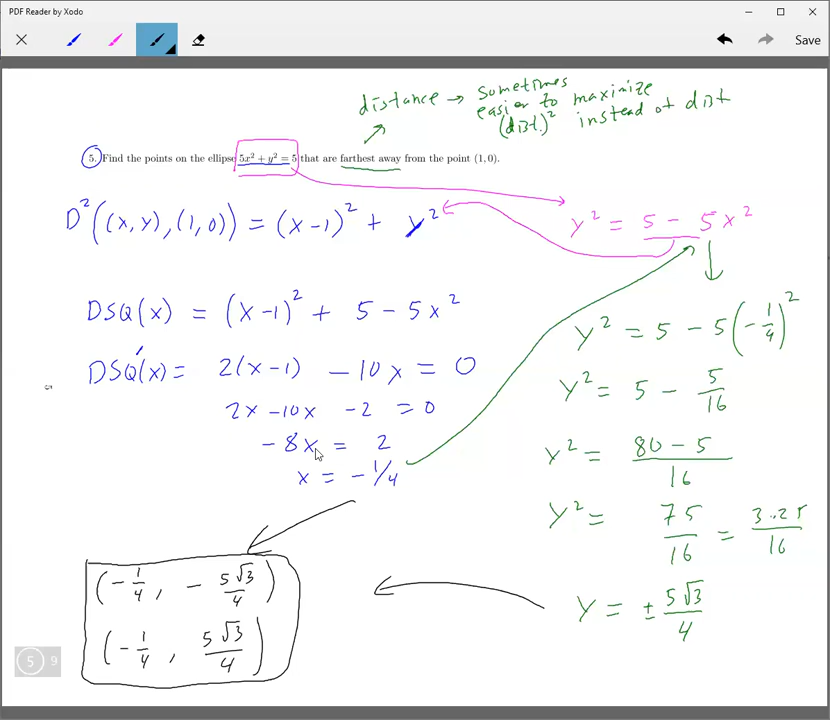 PDF Reader by Xodo
Save
distance → sometimes
easier to maximize
(dist.)² instead of dist
5. Find the points on the ellipse 5x² + y² = 5 that are farthest away from the point (1, 0).
D²((x, y), (1, 0)) = (x-1)² + y²
y² = 5 - 5x²
DSQ(x) = (x-1)² + 5 - 5x²
DSQ'(x) = 2(x-1) - 10x = 0
2x - 10x - 2 = 0
-8x = 2
x = -1/4
y² = 5 - 5(-1/4)²
y² = 5 - 5/16
y² = (80 - 5)/16
y² = 75/16 = 3·25/16
y = ± 5√3/4
(-1/4, - 5√3/4)
(-1/4, 5√3/4)
5 9